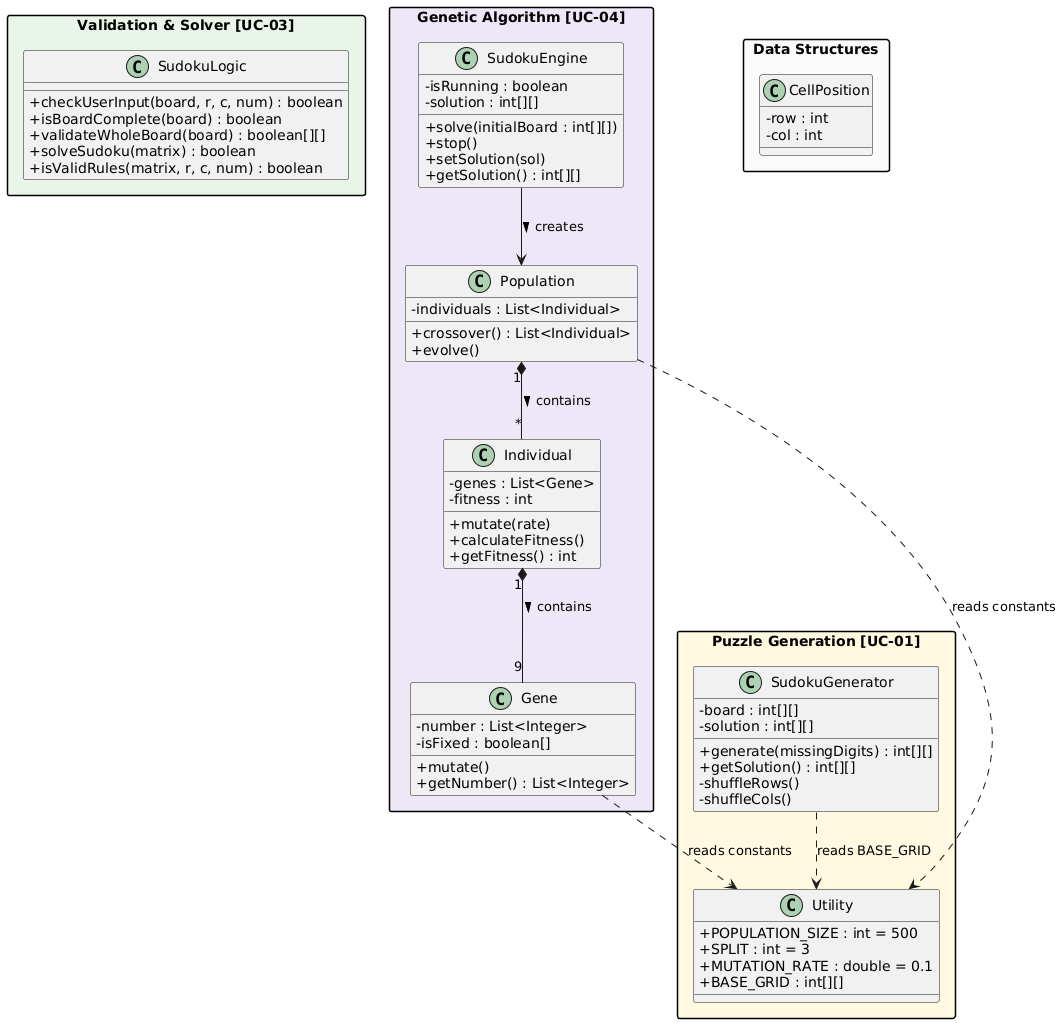 Validation & Solver [UC-03]
C SudokuLogic
+checkUserInput(board, r, c, num) : boolean
+isBoardComplete(board) : boolean
+validateWholeBoard(board) : boolean[][]
+solveSudoku(matrix) : boolean
+isValidRules(matrix, r, c, num) : boolean
Genetic Algorithm [UC-04]
C SudokuEngine
-isRunning : boolean
-solution : int[][]
+solve(initialBoard : int[][])
+stop()
+setSolution(sol)
+getSolution() : int[][]
creates
C Population
-individuals : List<Individual>
+crossover() : List<Individual>
+evolve()
1
contains
*
C Individual
-genes : List<Gene>
-fitness : int
+mutate(rate)
+calculateFitness()
+getFitness() : int
1
contains
9
C Gene
-number : List<Integer>
-isFixed : boolean[]
+mutate()
+getNumber() : List<Integer>
Data Structures
C CellPosition
-row : int
-col : int
reads constants
Puzzle Generation [UC-01]
C SudokuGenerator
-board : int[][]
-solution : int[][]
+generate(missingDigits) : int[][]
+getSolution() : int[][]
-shuffleRows()
-shuffleCols()
reads constants
reads BASE_GRID
C Utility
+POPULATION_SIZE : int = 500
+SPLIT : int = 3
+MUTATION_RATE : double = 0.1
+BASE_GRID : int[][]